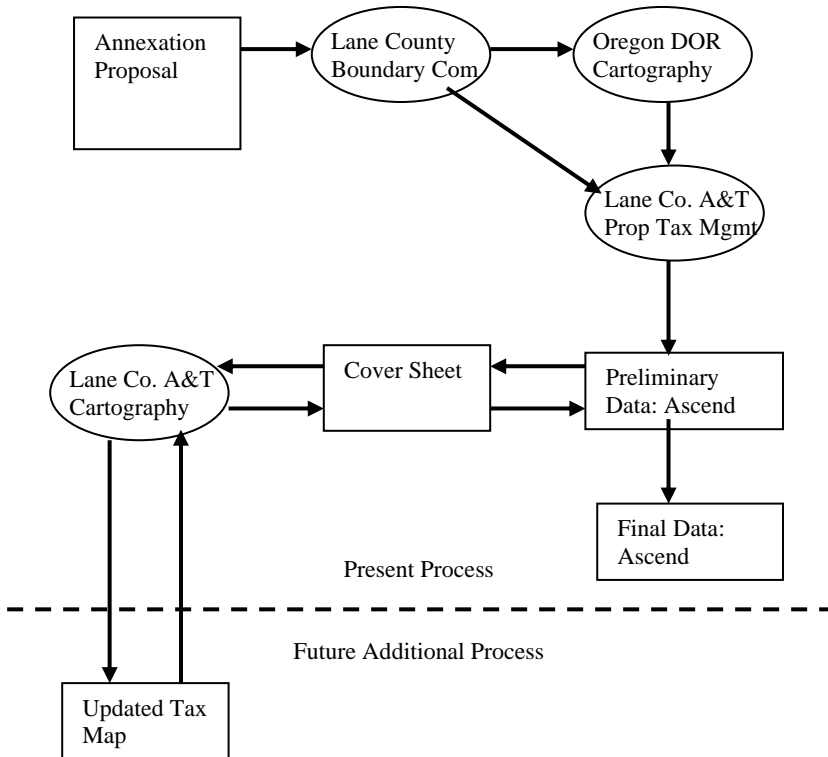 Annexation
Proposal
Lane County
Boundary Com
Oregon DOR
Cartography
Lane Co. A&T
Prop Tax Mgmt
Lane Co. A&T
Cartography
Cover Sheet
Preliminary
Data: Ascend
Final Data:
Ascend
Present Process
Future Additional Process
Updated Tax
Map